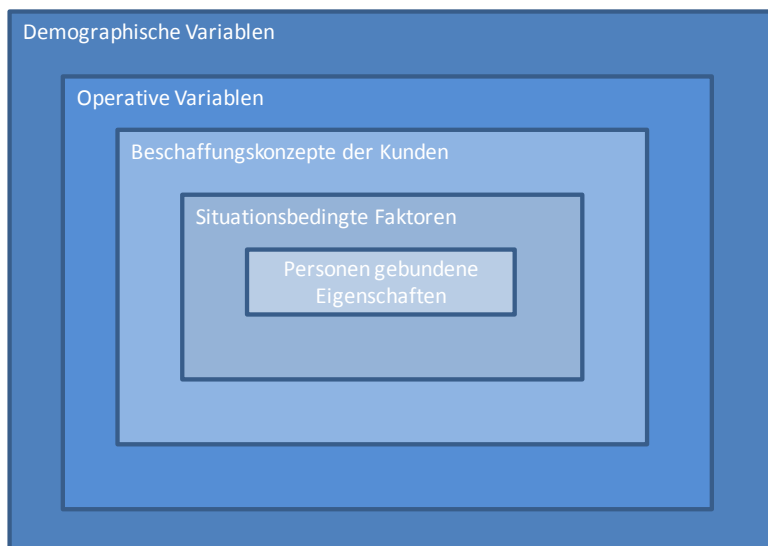 Demographische Variablen
Operative Variablen
Beschaffungskonzepte der Kunden
Situationsbedingte Faktoren
Personen gebundene
Eigenschaften